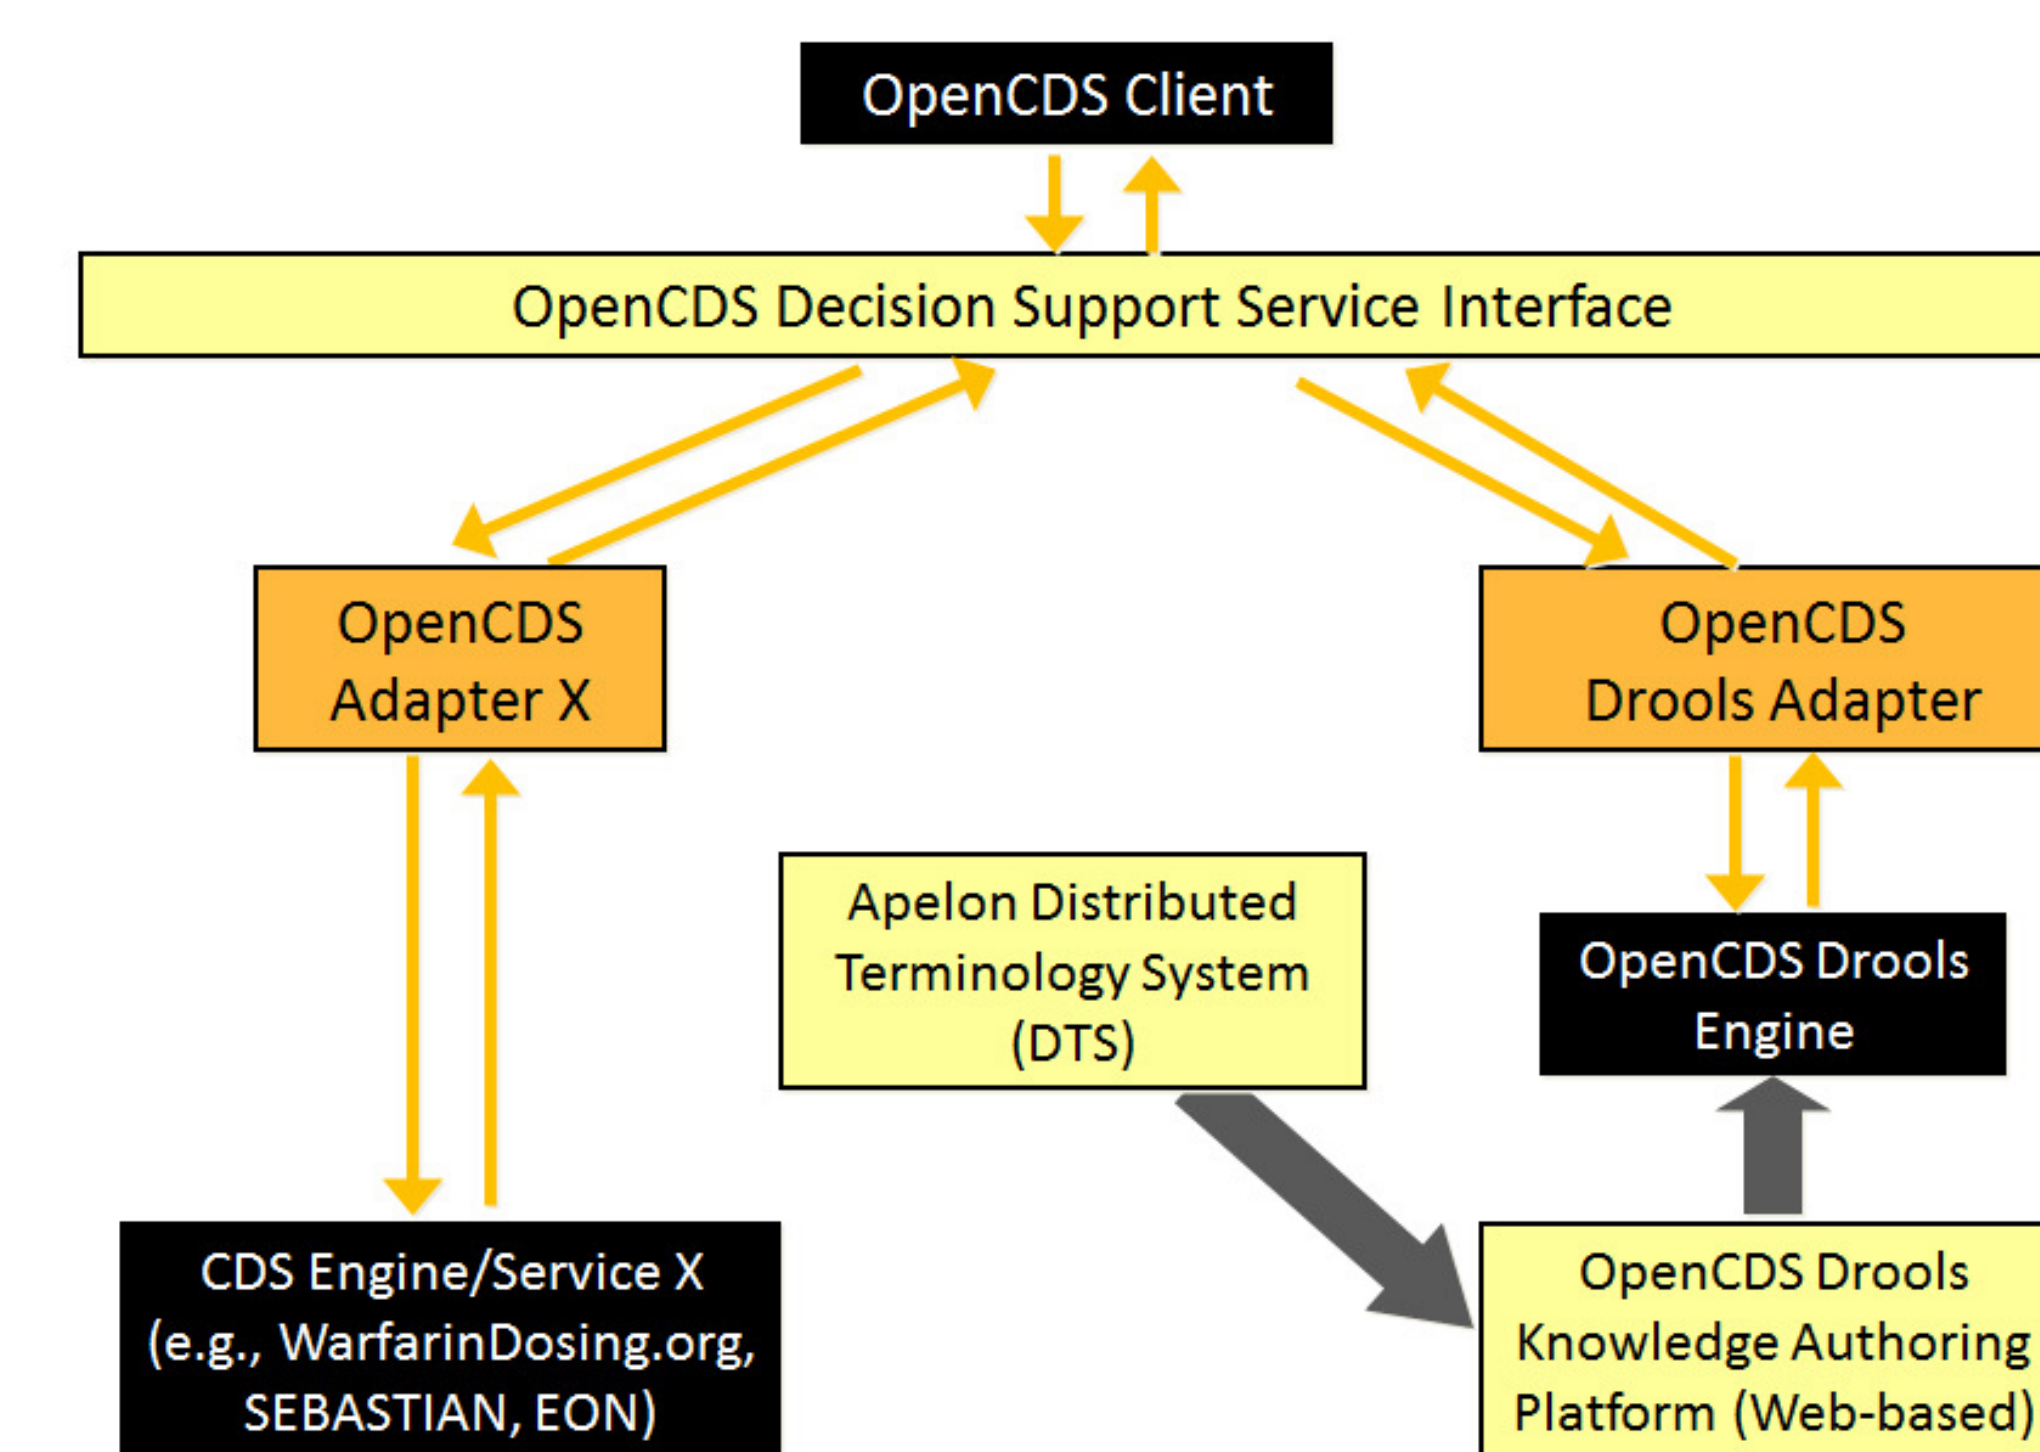 OpenCDS Client
OpenCDS Decision Support Service Interface
OpenCDS
Adapter X
OpenCDS
Drools Adapter
Apelon Distributed
Terminology System
(DTS)
OpenCDS Drools
Engine
CDS Engine/Service X
(e.g., WarfarinDosing.org,
SEBASTIAN, EON)
OpenCDS Drools
Knowledge Authoring
Platform (Web-based)